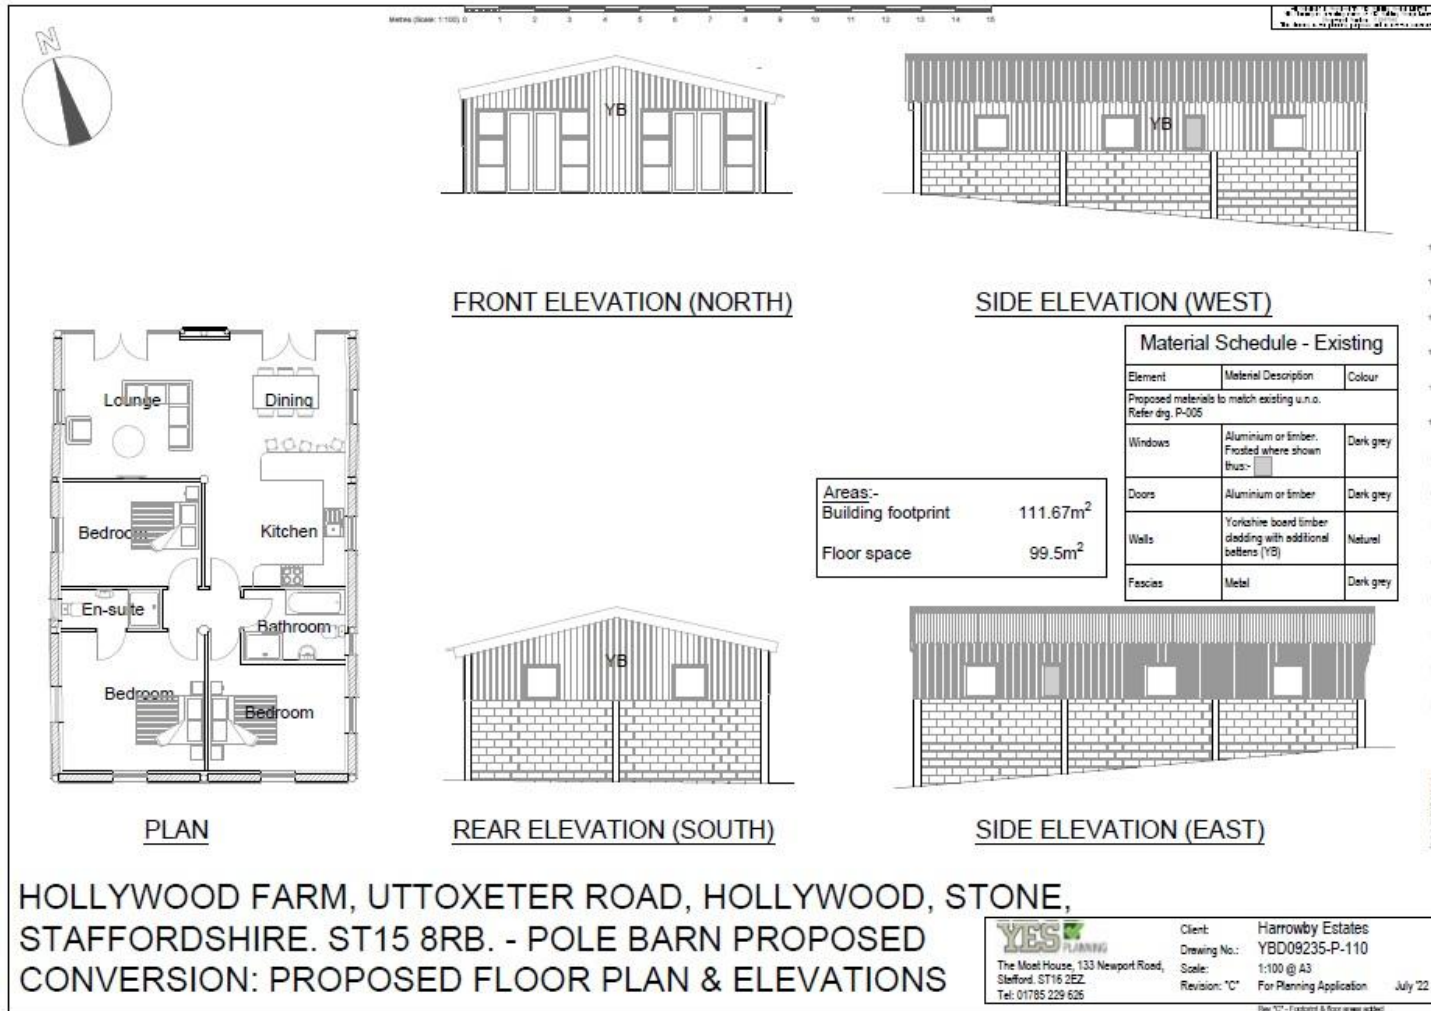 Metres (Scale: 1:100) 0 1 2 3 4 5 6 7 8 9 10 11 12 13 14 15
N
YB
YB
FRONT ELEVATION (NORTH)
SIDE ELEVATION (WEST)
Lounge
Dining
Bedroom
Kitchen
En-suite
Bathroom
Bedroom
Bedroom
PLAN
Areas:-
Building footprint 111.67m²
Floor space 99.5m²
Material Schedule - Existing
Element Material Description Colour
Proposed materials to match existing u.n.o.
Refer drg. P-005
Windows Aluminium or timber. Dark grey
Frosted where shown
thus:-
Doors Aluminium or timber Dark grey
Walls Yorkshire board timber Natural
cladding with additional
battens (YB)
Fascias Metal Dark grey
YB
REAR ELEVATION (SOUTH)
SIDE ELEVATION (EAST)
HOLLYWOOD FARM, UTTOXETER ROAD, HOLLYWOOD, STONE,
STAFFORDSHIRE. ST15 8RB. - POLE BARN PROPOSED
CONVERSION: PROPOSED FLOOR PLAN & ELEVATIONS
YES PLANNING
The Moat House, 133 Newport Road,
Stafford. ST16 2EZ.
Tel: 01785 229 626
Client: Harrowby Estates
Drawing No.: YBD09235-P-110
Scale: 1:100 @ A3
Revision: "C" For Planning Application July '22
Rev "C" - Footprint & floor areas added